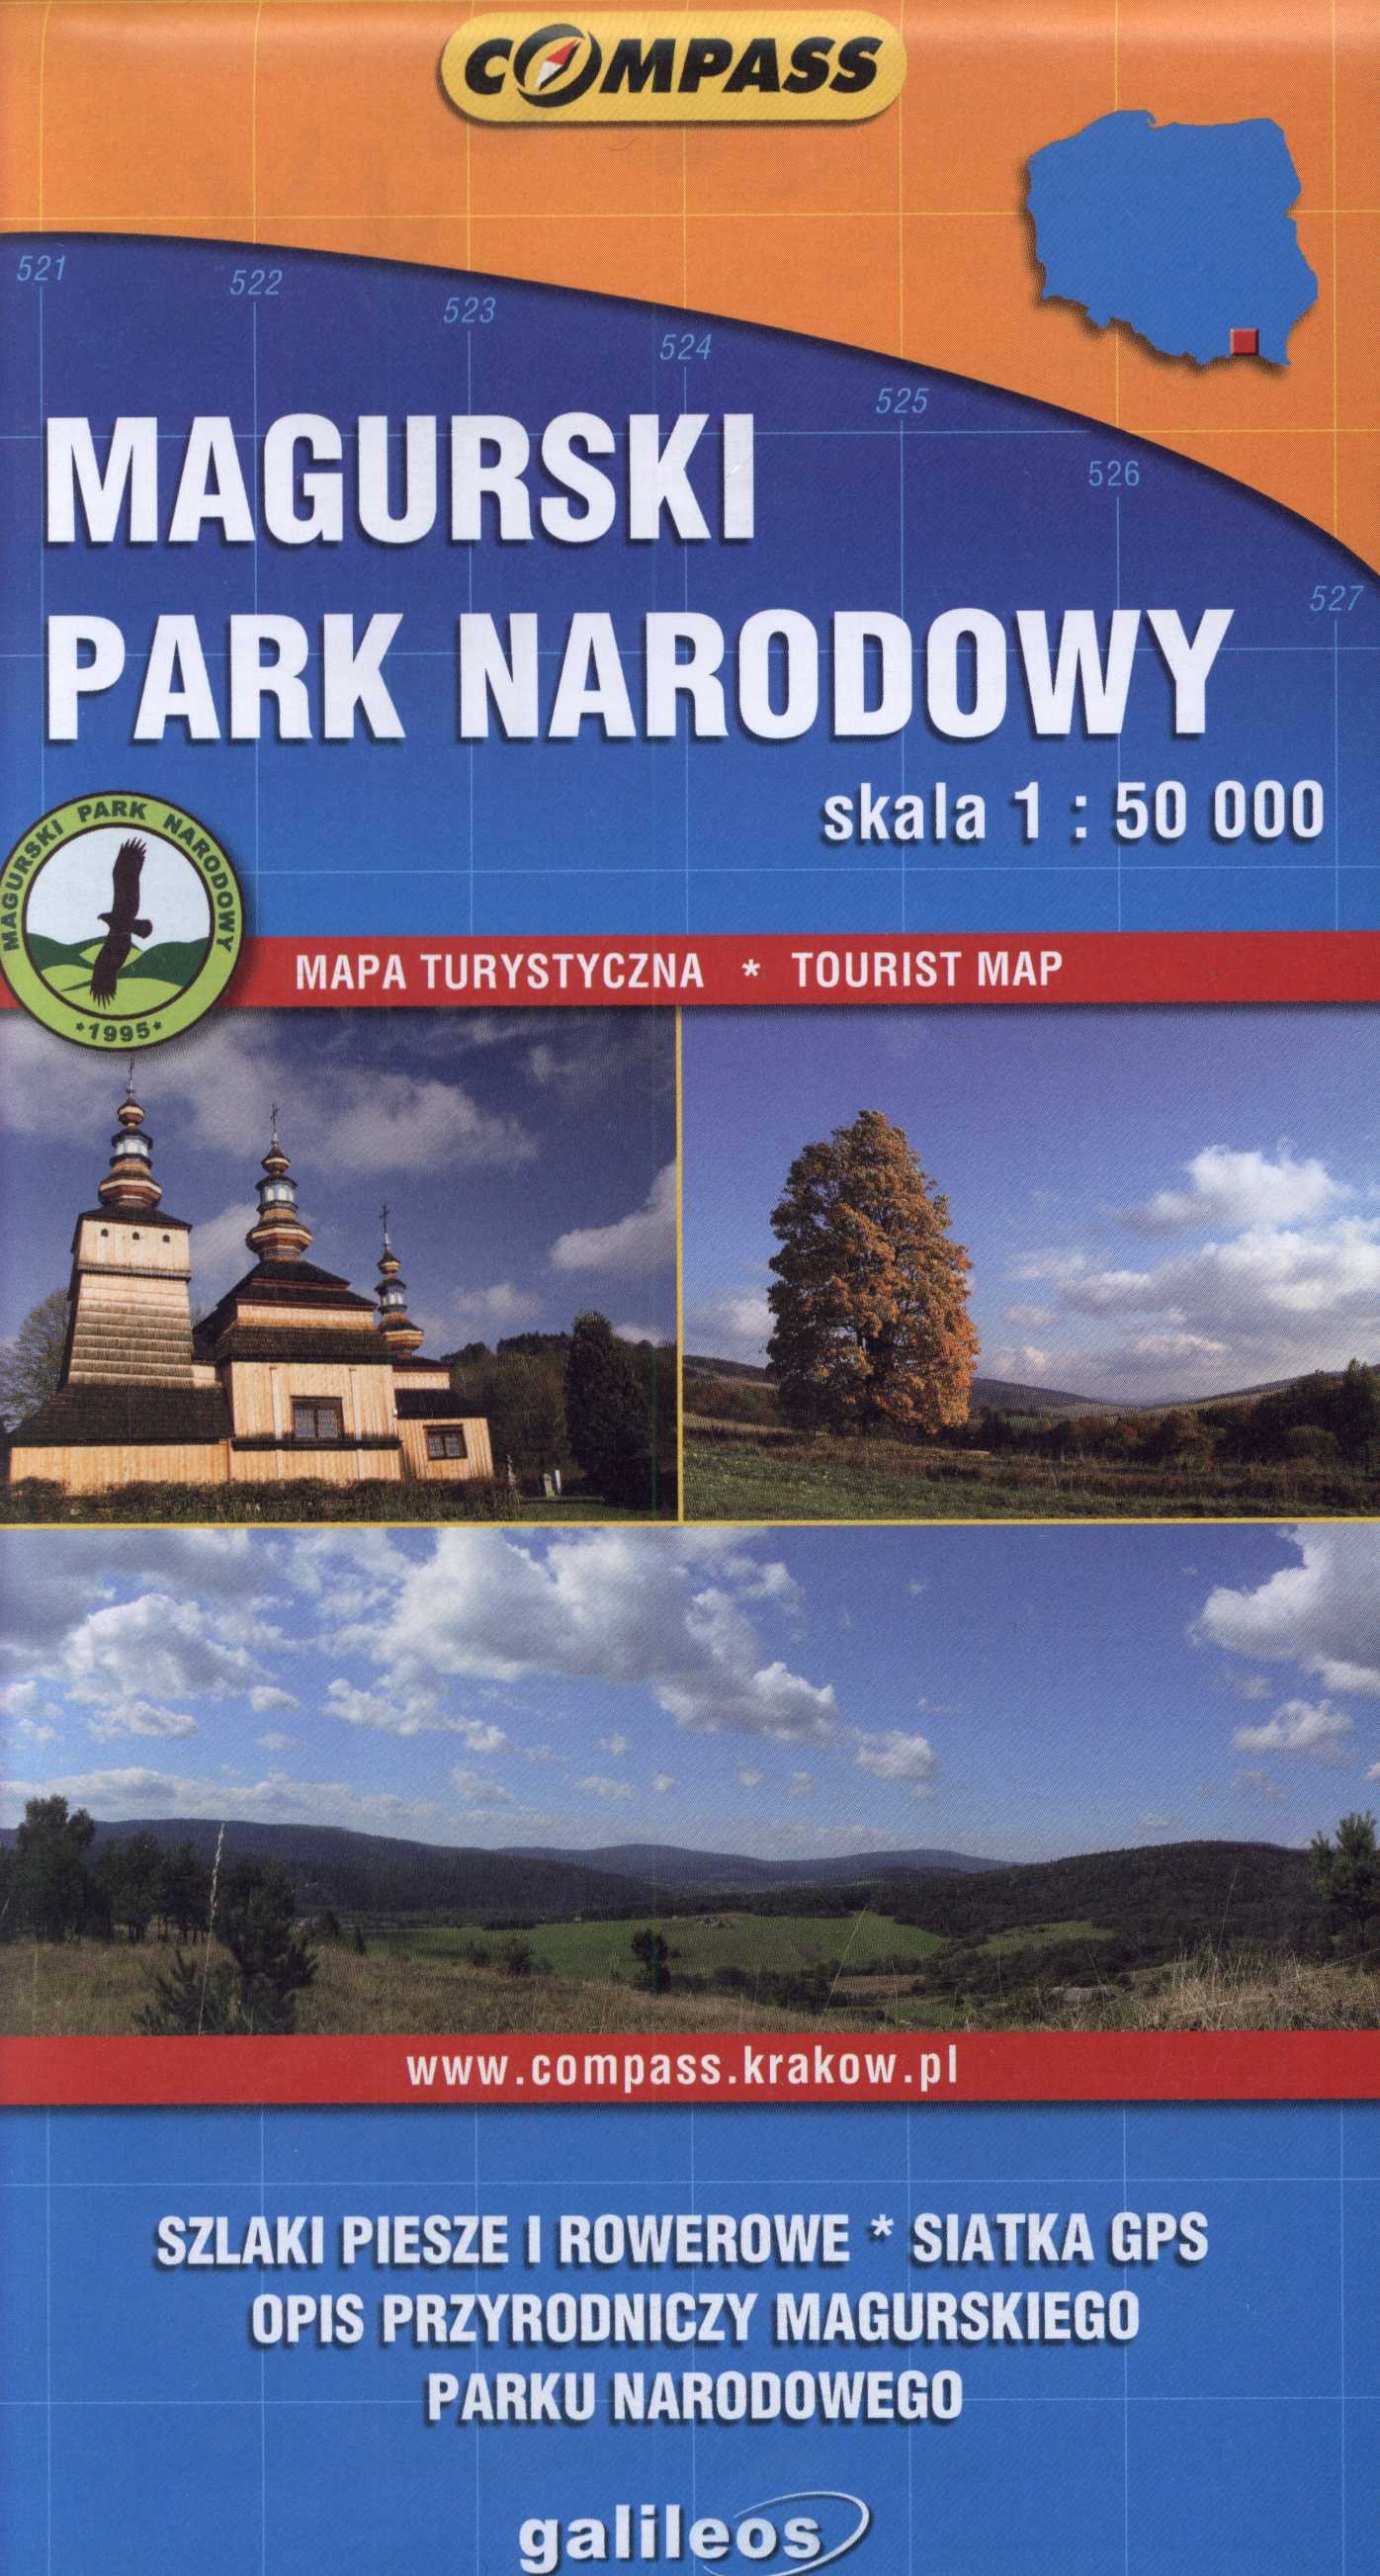 COMPASS
521
522
523
524
525
526
527
MAGURSKI
PARK NARODOWY
skala 1 : 50 000
MAGURSKI PARK NARODOWY
*1995*
MAPA TURYSTYCZNA * TOURIST MAP
www.compass.krakow.pl
SZLAKI PIESZE I ROWEROWE * SIATKA GPS
OPIS PRZYRODNICZY MAGURSKIEGO
PARKU NARODOWEGO
galileos